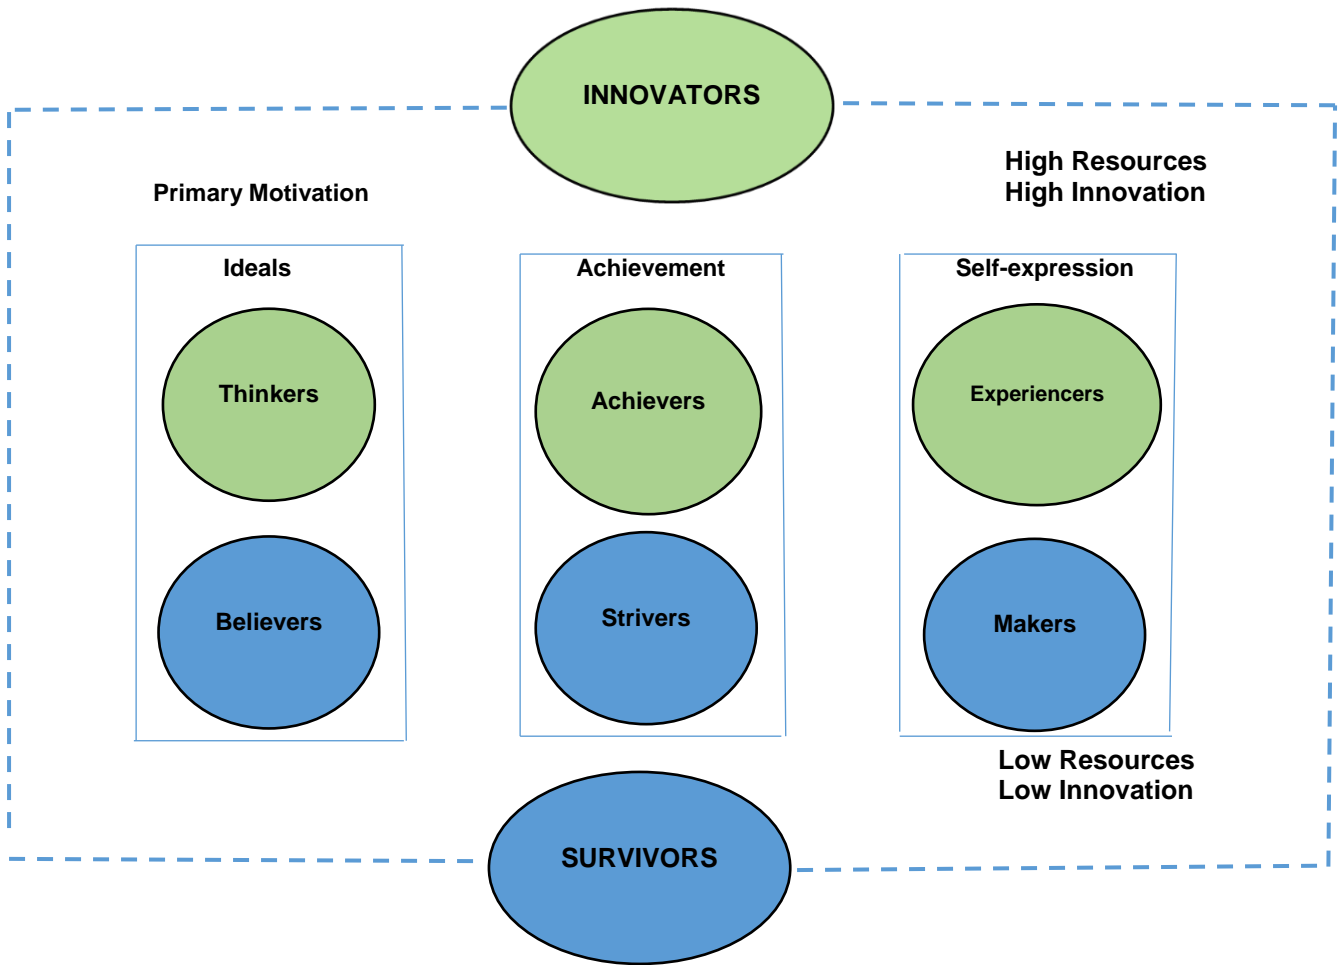 INNOVATORS
High Resources
High Innovation
Primary Motivation
Ideals
Achievement
Self-expression
Thinkers
Achievers
Experiencers
Believers
Strivers
Makers
Low Resources
Low Innovation
SURVIVORS